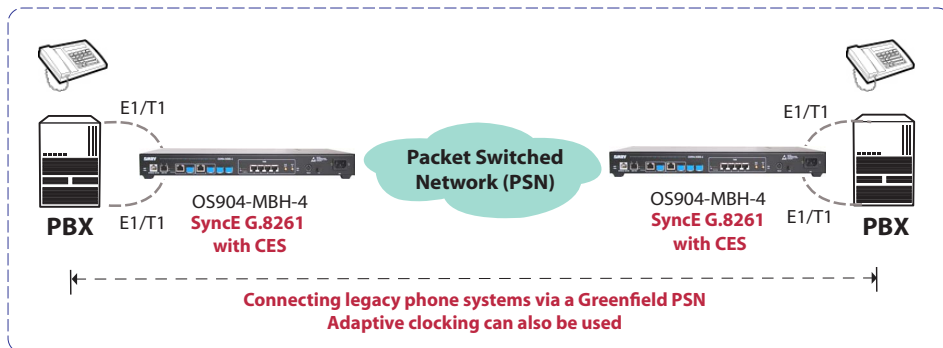 E1/T1
E1/T1
Packet Switched
Network (PSN)
OS904-MBH-4
SyncE G.8261
with CES
OS904-MBH-4
SyncE G.8261
with CES
PBX
E1/T1
E1/T1
PBX
Connecting legacy phone systems via a Greenfield PSN
Adaptive clocking can also be used